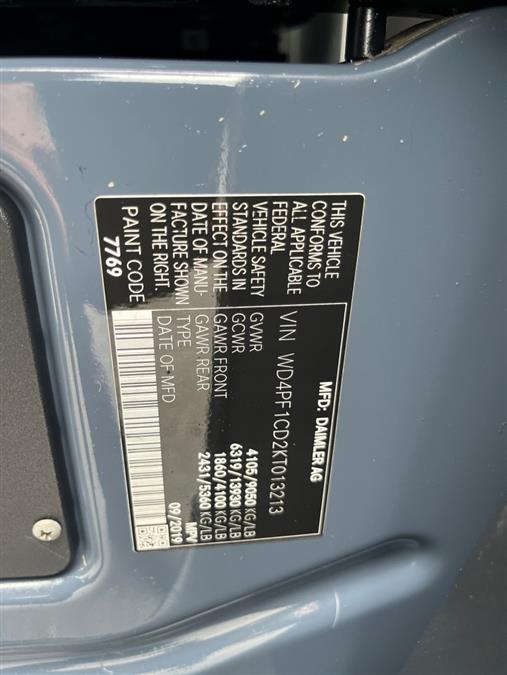 MFD: DAIMLER AG
VIN WD4PF1CD2KT013213
GVWR 4105/9050 KG/LB
GCWR 6319/13930 KG/LB
GAWR FRONT 1860/4100 KG/LB
GAWR REAR 2431/5360 KG/LB
TYPE MPV
DATE OF MANU- 09/2019
THIS VEHICLE
CONFORMS TO
ALL APPLICABLE
FEDERAL
VEHICLE SAFETY
STANDARDS IN
EFFECT ON THE
DATE OF MANU-
FACTURE SHOWN
ON THE RIGHT.
PAINT CODE
7769